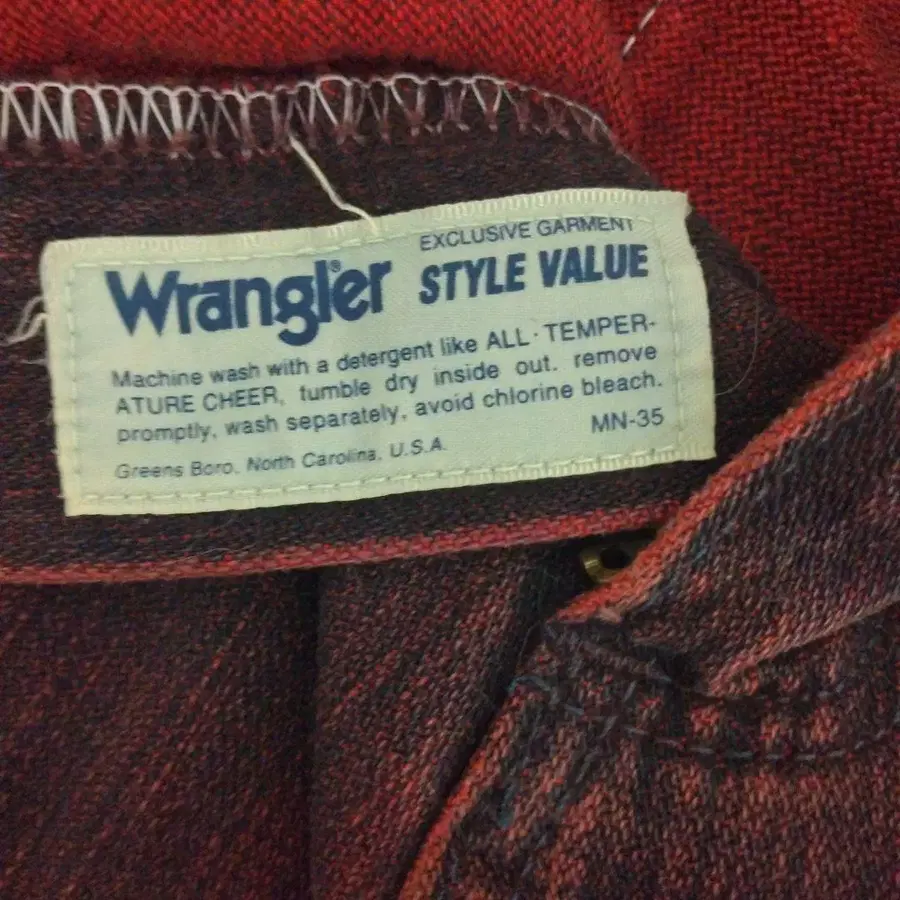 Wrangler® EXCLUSIVE GARMENT
STYLE VALUE
Machine wash with a detergent like ALL·TEMPER-
ATURE CHEER, tumble dry inside out. remove
promptly, wash separately, avoid chlorine bleach.
MN-35
Greens Boro, North Carolina, U.S.A.